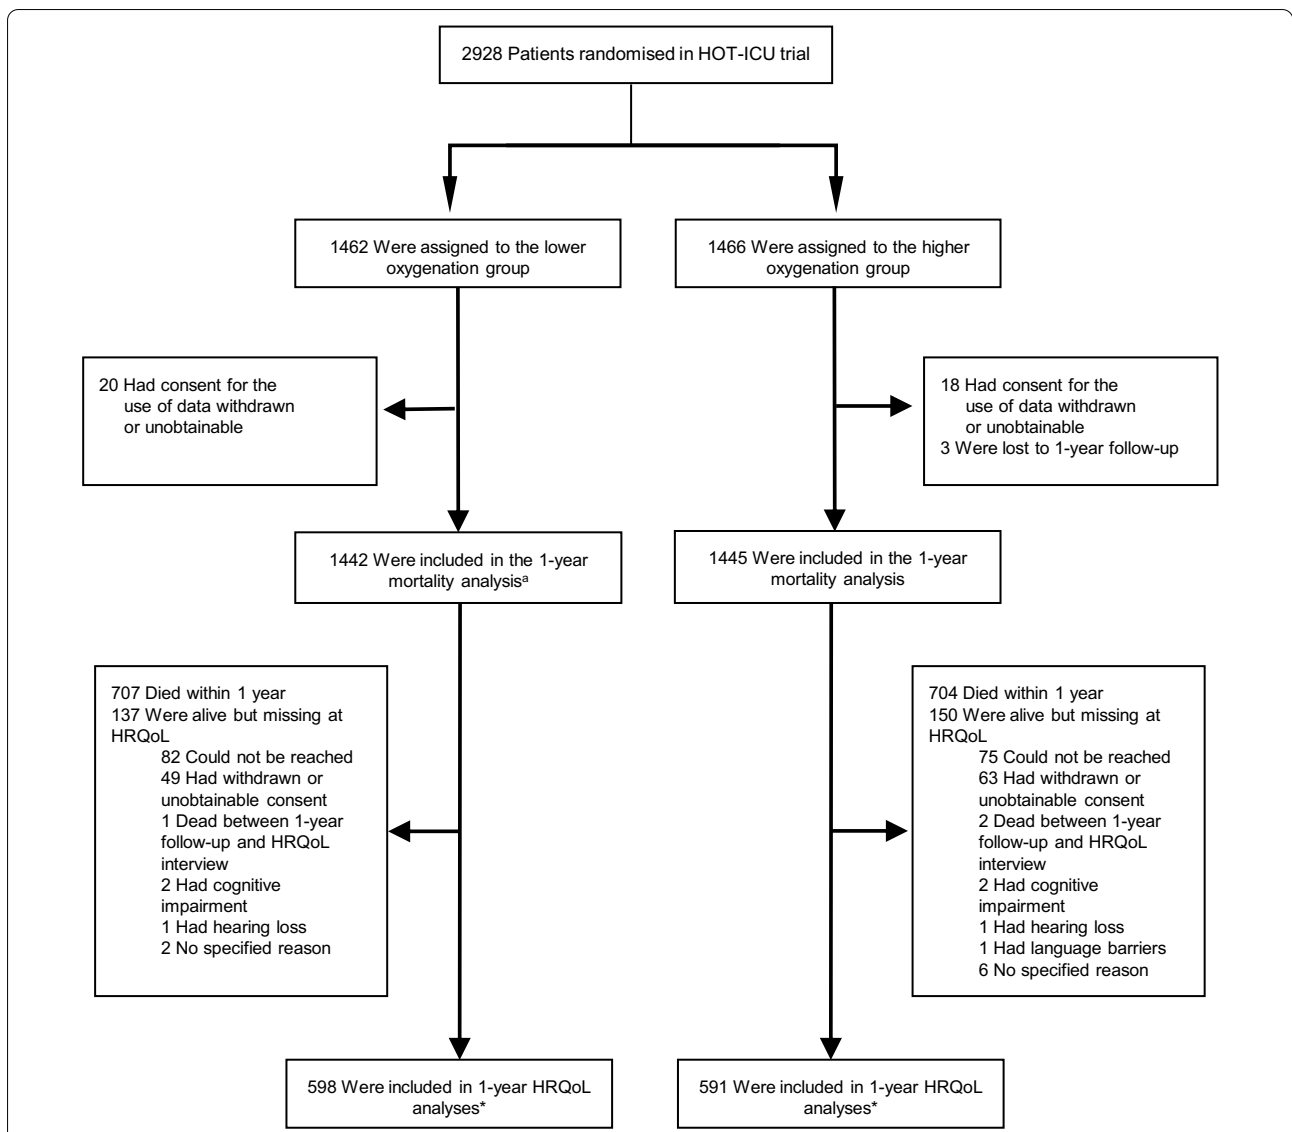 2928 Patients randomised in HOT-ICU trial
1462 Were assigned to the lower
oxygenation group
1466 Were assigned to the higher
oxygenation group
20 Had consent for the
use of data withdrawn
or unobtainable
18 Had consent for the
use of data withdrawn
or unobtainable
3 Were lost to 1-year follow-up
1442 Were included in the 1-year
mortality analysisᵃ
1445 Were included in the 1-year
mortality analysis
707 Died within 1 year
137 Were alive but missing at
HRQoL
82 Could not be reached
49 Had withdrawn or
unobtainable consent
1 Dead between 1-year
follow-up and HRQoL
interview
2 Had cognitive
impairment
1 Had hearing loss
2 No specified reason
704 Died within 1 year
150 Were alive but missing at
HRQoL
75 Could not be reached
63 Had withdrawn or
unobtainable consent
2 Dead between 1-year
follow-up and HRQoL
interview
2 Had cognitive
impairment
1 Had hearing loss
1 Had language barriers
6 No specified reason
598 Were included in 1-year HRQoL
analyses*
591 Were included in 1-year HRQoL
analyses*